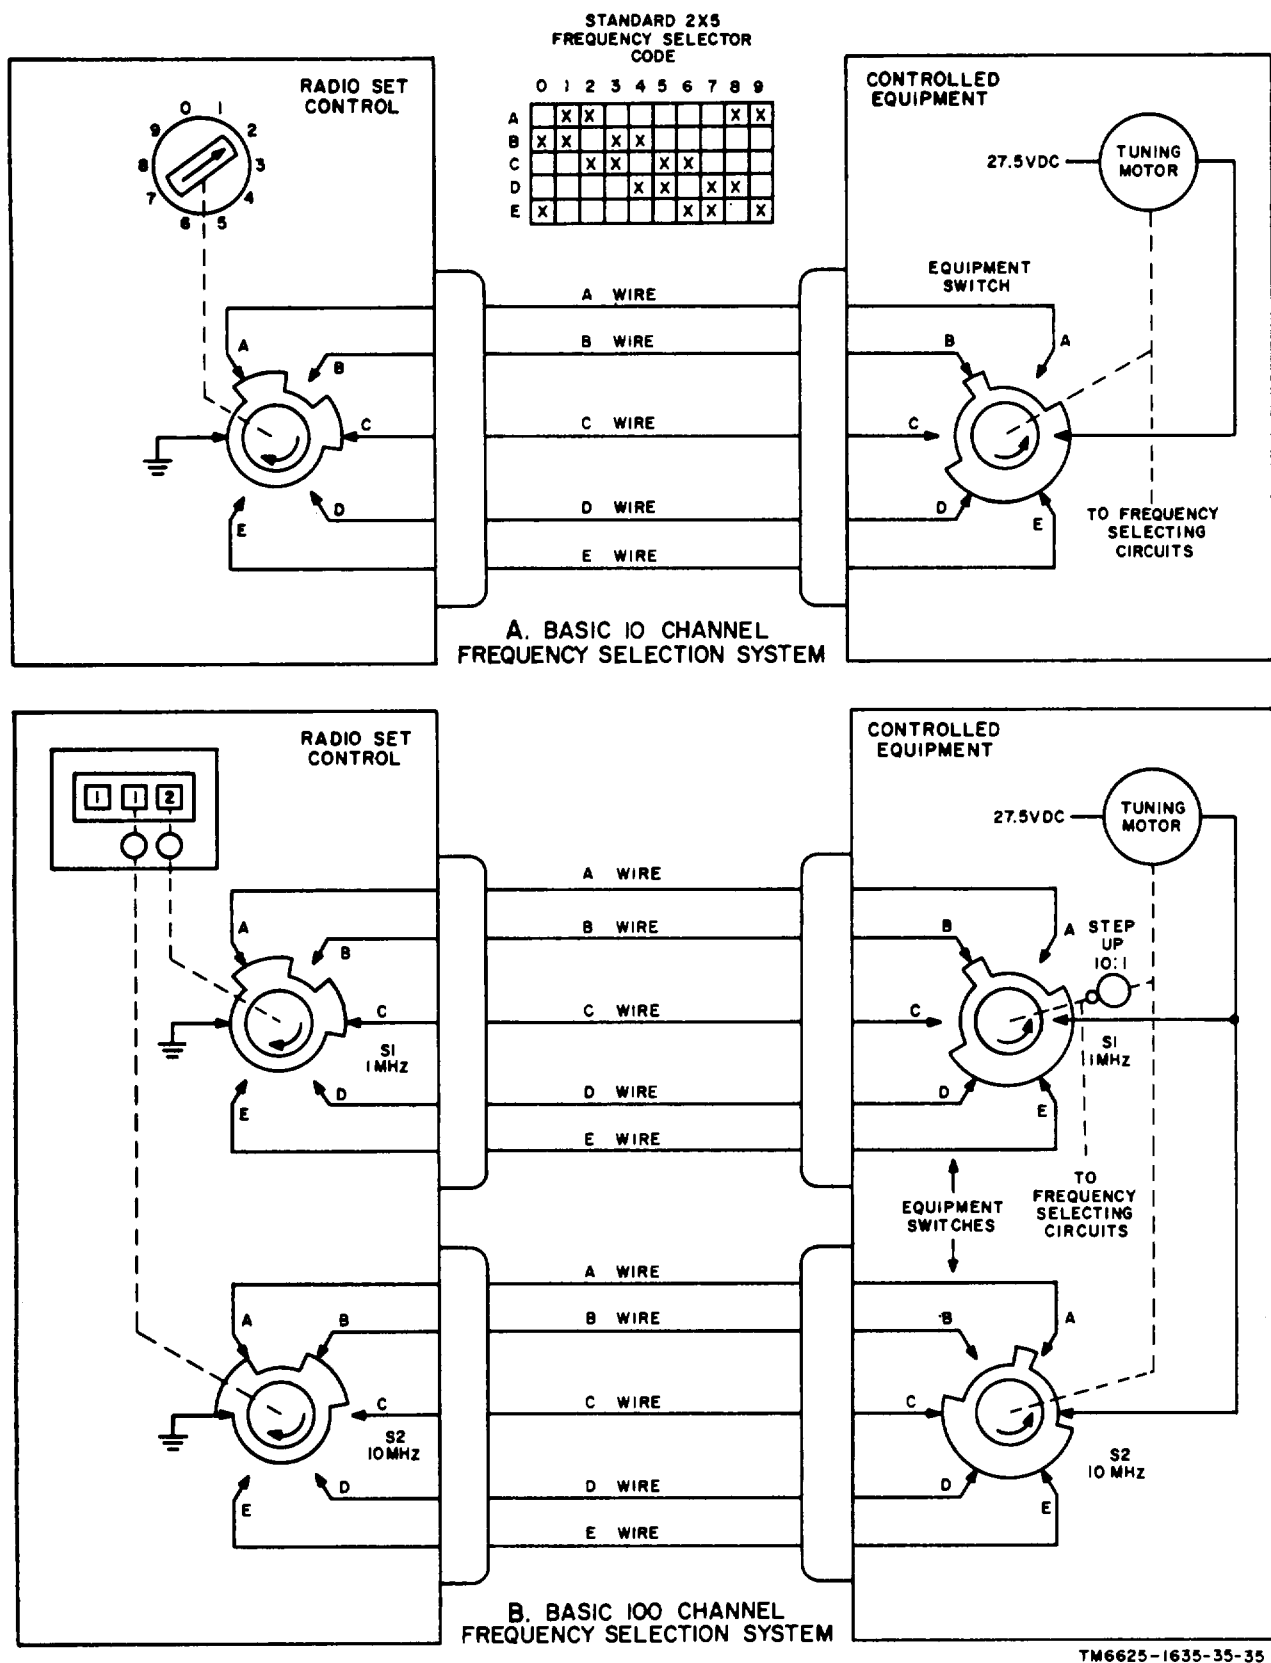 STANDARD 2X5
FREQUENCY SELECTOR
CODE
0 1 2 3 4 5 6 7 8 9
A X X X X
B X X X X
C X X X X
D X X X X
E X X X X
RADIO SET
CONTROL
0 1
9 2
8 3
7 4
6 5
CONTROLLED
EQUIPMENT
27.5VDC
TUNING
MOTOR
EQUIPMENT
SWITCH
A
B
C
D
E
A WIRE
B WIRE
C WIRE
D WIRE
E WIRE
B
A
C
D
E
TO FREQUENCY
SELECTING
CIRCUITS
A. BASIC 10 CHANNEL
FREQUENCY SELECTION SYSTEM
RADIO SET
CONTROL
1 1 2
CONTROLLED
EQUIPMENT
27.5VDC
TUNING
MOTOR
A
B
C
S1
1MHZ
D
E
A WIRE
B WIRE
C WIRE
D WIRE
E WIRE
B
A
STEP
UP
10:1
C
S1
1MHZ
D
E
EQUIPMENT
SWITCHES
TO
FREQUENCY
SELECTING
CIRCUITS
A
B
C
S2
10MHZ
D
E
A WIRE
B WIRE
C WIRE
D WIRE
E WIRE
B
A
C
S2
10MHZ
D
E
B. BASIC 100 CHANNEL
FREQUENCY SELECTION SYSTEM
TM6625-1635-35-35